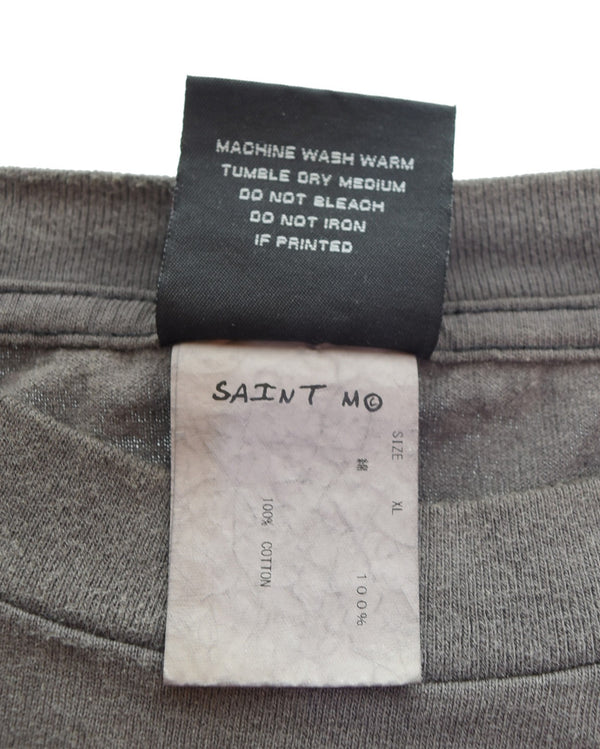 MACHINE WASH WARM
TUMBLE DRY MEDIUM
DO NOT BLEACH
DO NOT IRON
IF PRINTED
SAINT M©
SIZE XL
綿 100%
100% COTTON